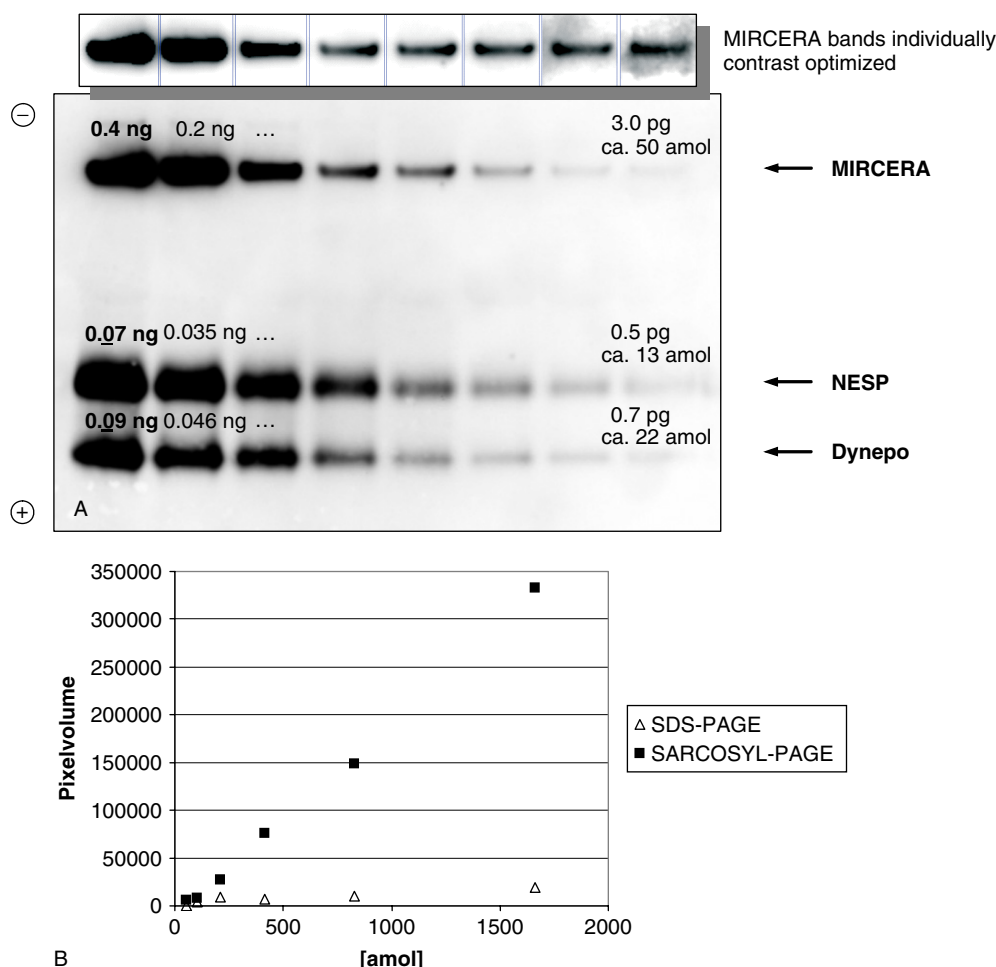 MIRCERA bands individually
contrast optimized
−
0.4 ng 0.2 ng ...
3.0 pg
ca. 50 amol
MIRCERA
0.07 ng 0.035 ng ...
0.5 pg
ca. 13 amol
NESP
0.09 ng 0.046 ng ...
0.7 pg
ca. 22 amol
Dynepo
+
A
350000
300000
250000
200000
150000
100000
50000
0
Pixelvolume
0 500 1000 1500 2000
[amol]
SDS-PAGE
SARCOSYL-PAGE
B